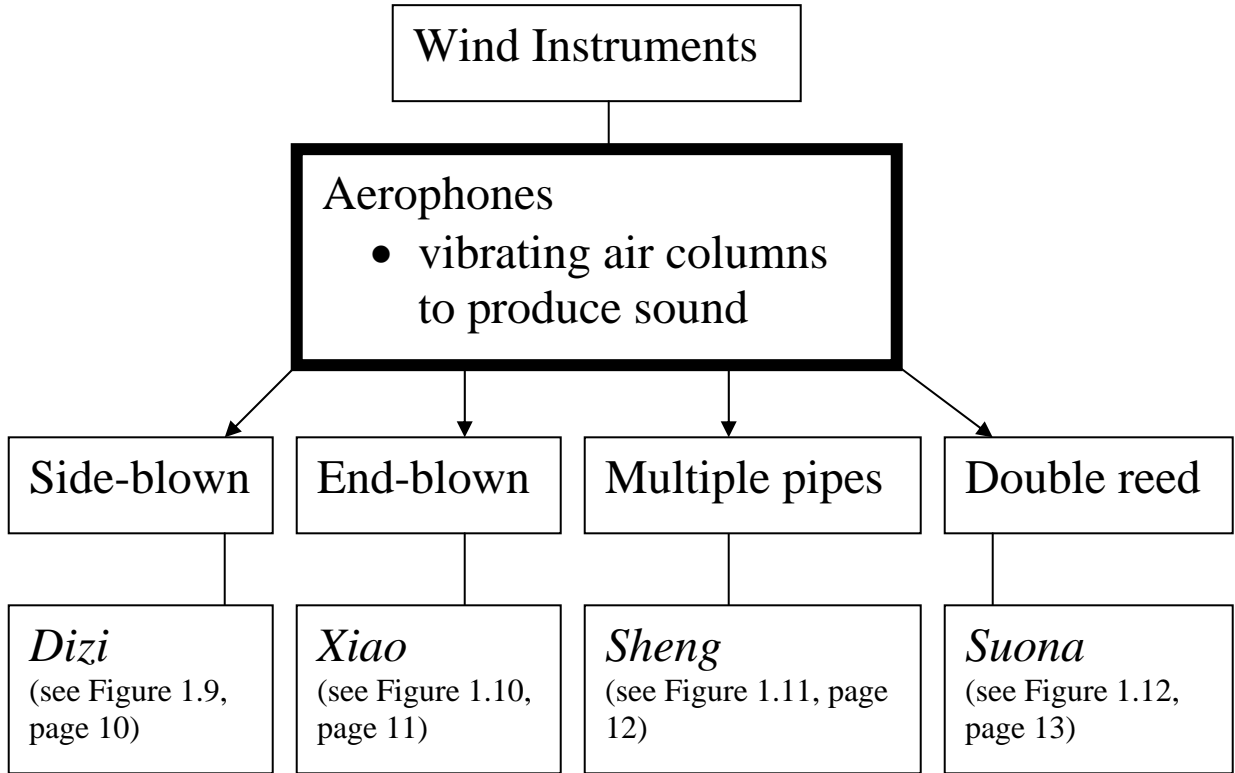 Wind Instruments
Aerophones
• vibrating air columns
to produce sound
Side-blown
End-blown
Multiple pipes
Double reed
Dizi
(see Figure 1.9,
page 10)
Xiao
(see Figure 1.10,
page 11)
Sheng
(see Figure 1.11, page
12)
Suona
(see Figure 1.12,
page 13)